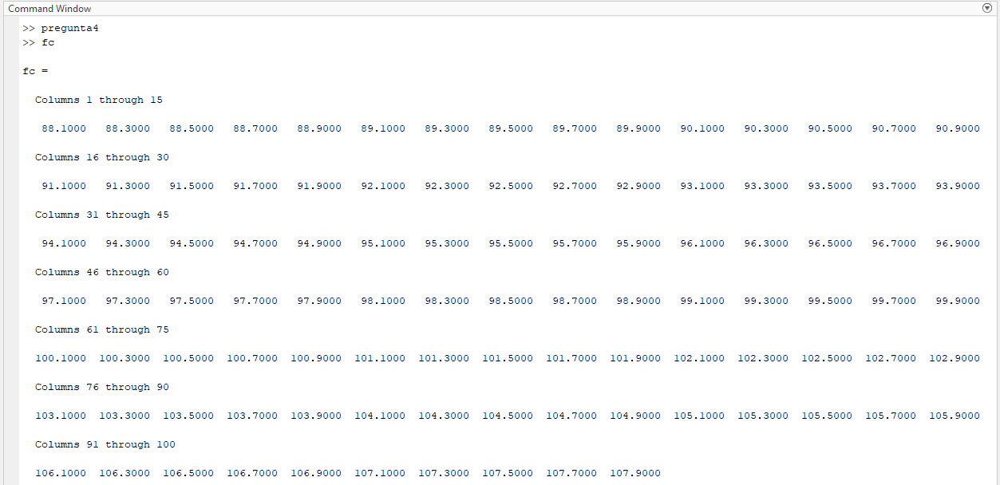 Command Window
>> pregunta4
>> fc
fc =
Columns 1 through 15
88.1000 88.3000 88.5000 88.7000 88.9000 89.1000 89.3000 89.5000 89.7000 89.9000 90.1000 90.3000 90.5000 90.7000 90.9000
Columns 16 through 30
91.1000 91.3000 91.5000 91.7000 91.9000 92.1000 92.3000 92.5000 92.7000 92.9000 93.1000 93.3000 93.5000 93.7000 93.9000
Columns 31 through 45
94.1000 94.3000 94.5000 94.7000 94.9000 95.1000 95.3000 95.5000 95.7000 95.9000 96.1000 96.3000 96.5000 96.7000 96.9000
Columns 46 through 60
97.1000 97.3000 97.5000 97.7000 97.9000 98.1000 98.3000 98.5000 98.7000 98.9000 99.1000 99.3000 99.5000 99.7000 99.9000
Columns 61 through 75
100.1000 100.3000 100.5000 100.7000 100.9000 101.1000 101.3000 101.5000 101.7000 101.9000 102.1000 102.3000 102.5000 102.7000 102.9000
Columns 76 through 90
103.1000 103.3000 103.5000 103.7000 103.9000 104.1000 104.3000 104.5000 104.7000 104.9000 105.1000 105.3000 105.5000 105.7000 105.9000
Columns 91 through 100
106.1000 106.3000 106.5000 106.7000 106.9000 107.1000 107.3000 107.5000 107.7000 107.9000